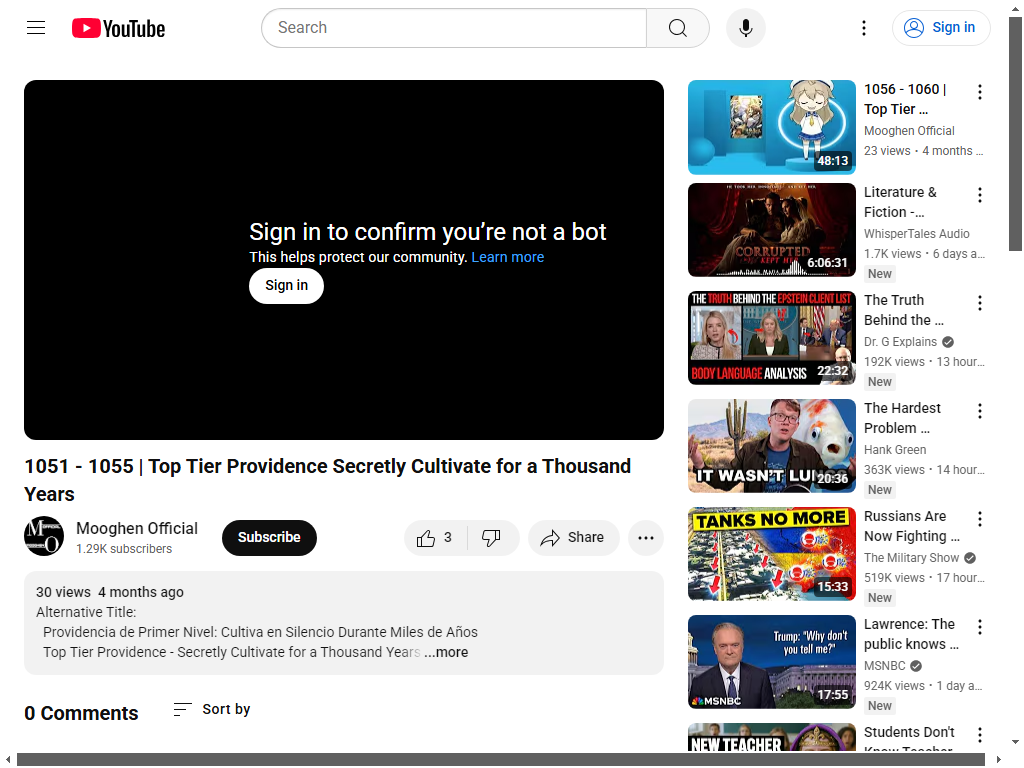 YouTube
Search
Sign in
Sign in to confirm you’re not a bot
This helps protect our community. Learn more
Sign in
1051 - 1055 | Top Tier Providence Secretly Cultivate for a Thousand
Years
Mooghen Official
1.29K subscribers
Subscribe
3
Share
30 views 4 months ago
Alternative Title:
Providencia de Primer Nivel: Cultiva en Silencio Durante Miles de Años
Top Tier Providence - Secretly Cultivate for a Thousand Years ...more
0 Comments
Sort by
48:13
1056 - 1060 |
Top Tier ...
Mooghen Official
23 views • 4 months ...
CORRUPTED
6:06:31
Literature &
Fiction -...
WhisperTales Audio
1.7K views • 6 days a...
New
THE TRUTH BEHIND THE EPSTEIN CLIENT LIST
BODY LANGUAGE ANALYSIS
22:32
The Truth
Behind the ...
Dr. G Explains
192K views • 13 hour...
New
IT WASN'T LUNGS
20:36
The Hardest
Problem ...
Hank Green
363K views • 14 hour...
New
TANKS NO MORE
15:33
Russians Are
Now Fighting ...
The Military Show
519K views • 17 hour...
New
Trump: "Why don't
you tell me?"
MSNBC
17:55
Lawrence: The
public knows ...
MSNBC
924K views • 1 day a...
New
NEW TEACHER
Students Don't
Know Teacher